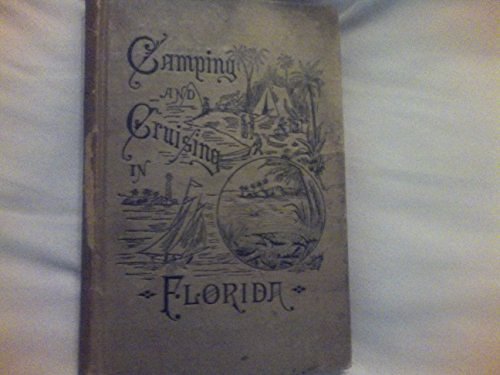 Camping
AND
Cruising
IN
FLORIDA